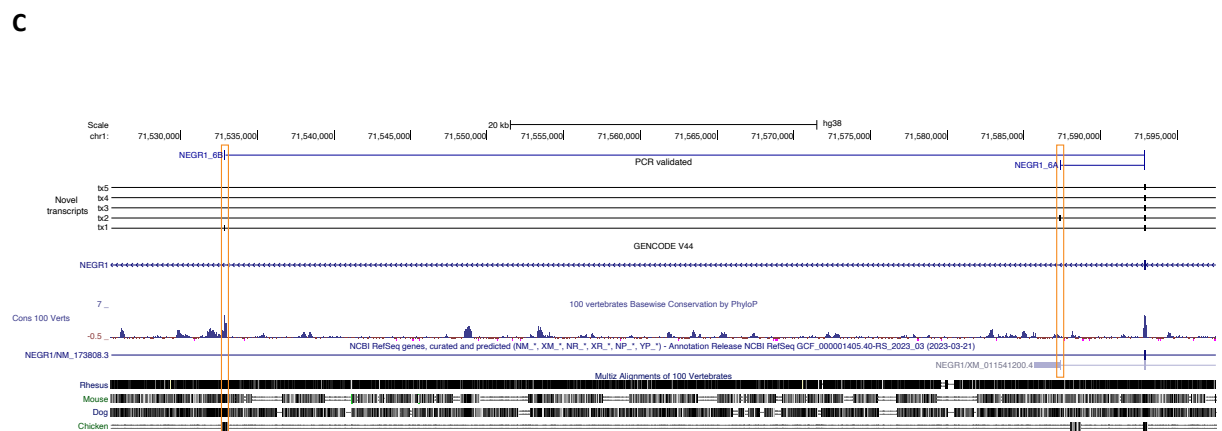 C
Scale 20 kb hg38
chr1: 71,530,000 71,535,000 71,540,000 71,545,000 71,550,000 71,555,000 71,560,000 71,565,000 71,570,000 71,575,000 71,580,000 71,585,000 71,590,000 71,595,000
NEGR1_6B
PCR validated
NEGR1_6A
Novel transcripts
tx5
tx4
tx3
tx2
tx1
GENCODE V44
NEGR1
7 _
100 vertebrates Basewise Conservation by PhyloP
Cons 100 Verts
-0.5 _
NCBI RefSeq genes, curated and predicted (NM_*, XM_*, NR_*, XR_*, NP_*, YP_*) - Annotation Release NCBI RefSeq GCF_000001405.40-RS_2023_03 (2023-03-21)
NEGR1/NM_173808.3
NEGR1/XM_011541200.4
Multiz Alignments of 100 Vertebrates
Rhesus
Mouse
Dog
Chicken